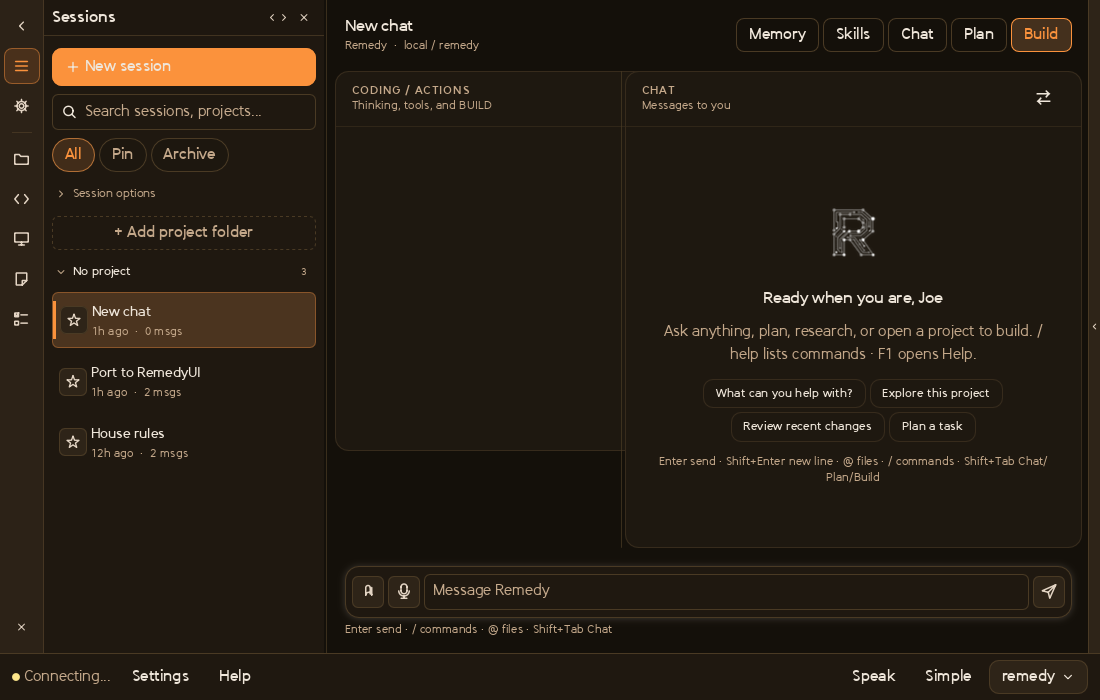 Sessions
New session
Search sessions, projects...
All
Pin
Archive
Session options
+ Add project folder
No project
3
New chat
1h ago · 0 msgs
Port to RemedyUI
1h ago · 2 msgs
House rules
12h ago · 2 msgs
New chat
Remedy · local / remedy
Memory
Skills
Chat
Plan
Build
CODING / ACTIONS
Thinking, tools, and BUILD
CHAT
Messages to you
Ready when you are, Joe
Ask anything, plan, research, or open a project to build. /
help lists commands · F1 opens Help.
What can you help with?
Explore this project
Review recent changes
Plan a task
Enter send · Shift+Enter new line · @ files · / commands · Shift+Tab Chat/
Plan/Build
Message Remedy
Enter send · / commands · @ files · Shift+Tab Chat
Connecting...
Settings
Help
Speak
Simple
remedy